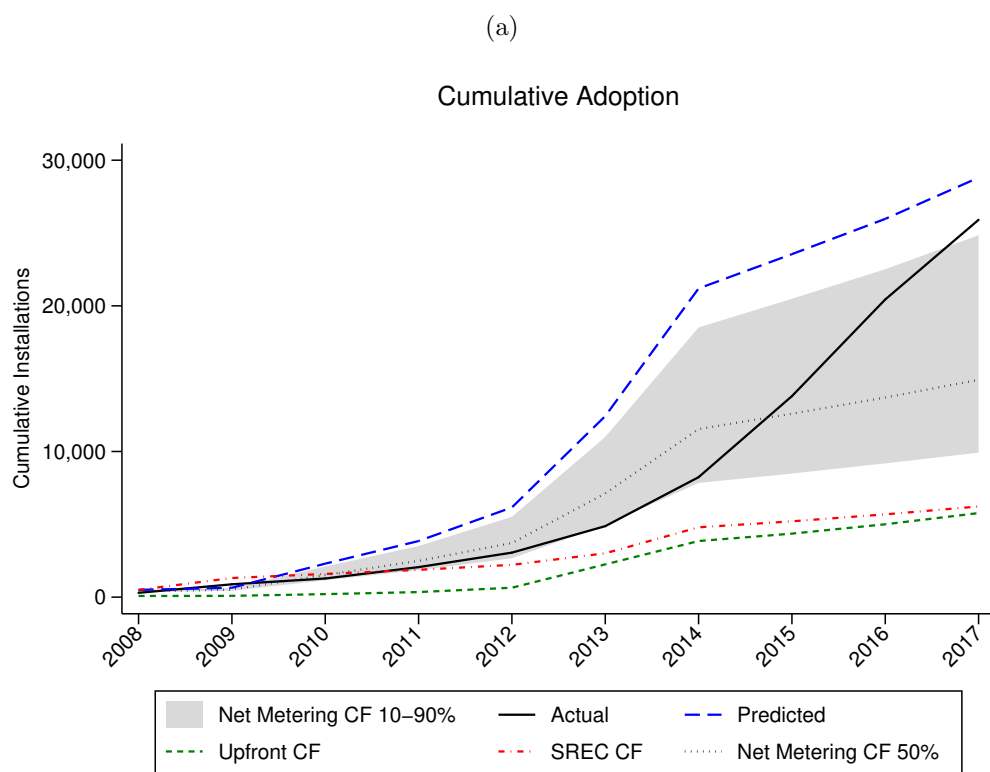 (a)
Cumulative Adoption
Cumulative Installations
30,000
20,000
10,000
0
2008
2009
2010
2011
2012
2013
2014
2015
2016
2017
Net Metering CF 10−90%
Actual
Predicted
Upfront CF
SREC CF
Net Metering CF 50%